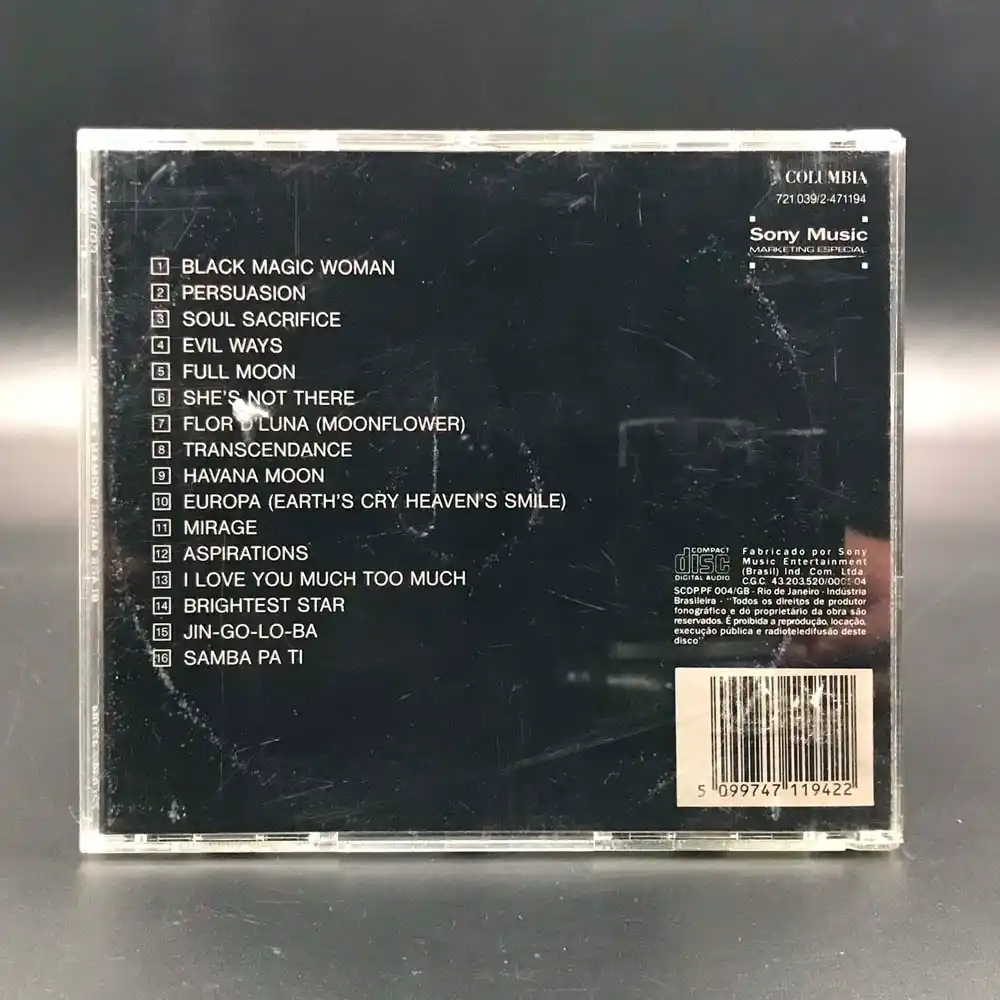 COLUMBIA
721.039/2-471194
Sony Music
MARKETING ESPECIAL
1 BLACK MAGIC WOMAN
2 PERSUASION
3 SOUL SACRIFICE
4 EVIL WAYS
5 FULL MOON
6 SHE'S NOT THERE
7 FLOR D'LUNA (MOONFLOWER)
8 TRANSCENDANCE
9 HAVANA MOON
10 EUROPA (EARTH'S CRY HEAVEN'S SMILE)
11 MIRAGE
12 ASPIRATIONS
13 I LOVE YOU MUCH TOO MUCH
14 BRIGHTEST STAR
15 JIN-GO-LO-BA
16 SAMBA PA TI
COMPACT
disc
DIGITAL AUDIO
Fabricado por Sony
Music Entertainment
(Brasil) Ind. Com. Ltda.
C.G.C. 43.203.520/0001-04
SCDP.PF 004/GB - Rio de Janeiro - Indústria
Brasileira - "Todos os direitos de produtor
fonográfico e do proprietário da obra são
reservados. É proibida a reprodução, locação,
execução pública e radioteledifusão deste
disco"
5 099747 119422